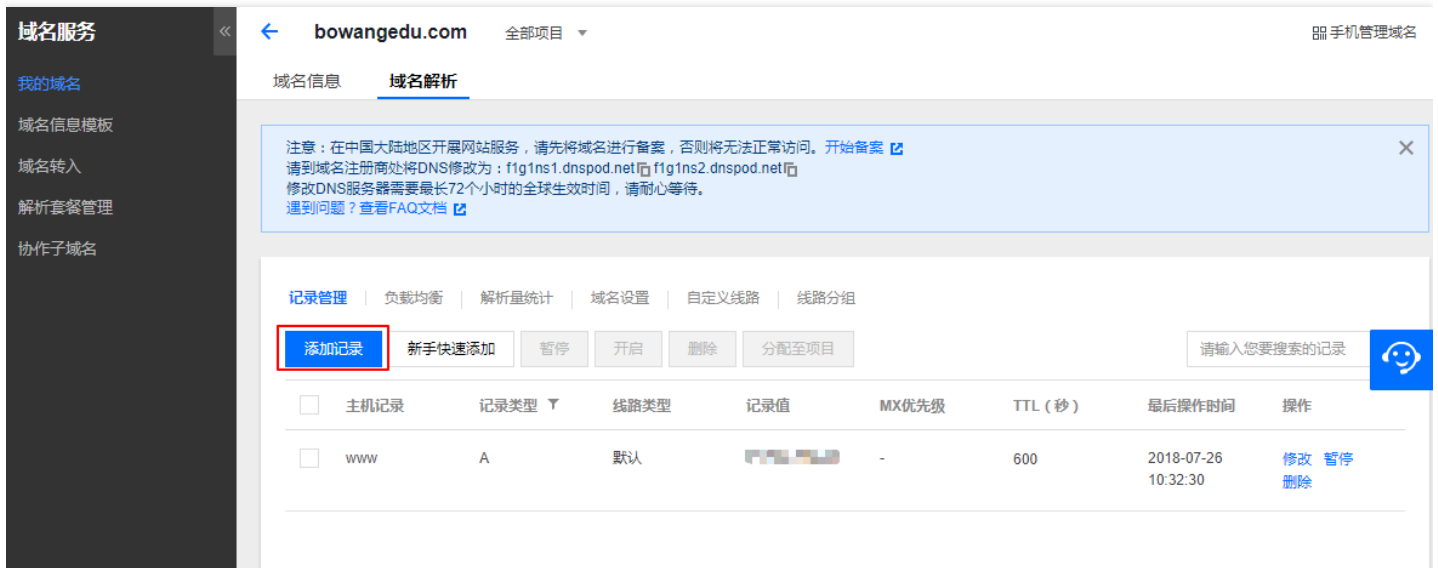 域名服务
我的域名
域名信息模板
域名转入
解析套餐管理
协作子域名
bowangedu.com 全部项目 手机管理域名
域名信息 域名解析
注意：在中国大陆地区开展网站服务，请先将域名进行备案，否则将无法正常访问。开始备案
请到域名注册商处将DNS修改为：f1g1ns1.dnspod.net f1g1ns2.dnspod.net
修改DNS服务器需要最长72个小时的全球生效时间，请耐心等待。
遇到问题？查看FAQ文档
记录管理 负载均衡 解析量统计 域名设置 自定义线路 线路分组
添加记录 新手快速添加 暂停 开启 删除 分配至项目 请输入您要搜索的记录
主机记录 记录类型 线路类型 记录值 MX优先级 TTL（秒） 最后操作时间 操作
www A 默认 - 600 2018-07-26 修改 暂停
10:32:30 删除